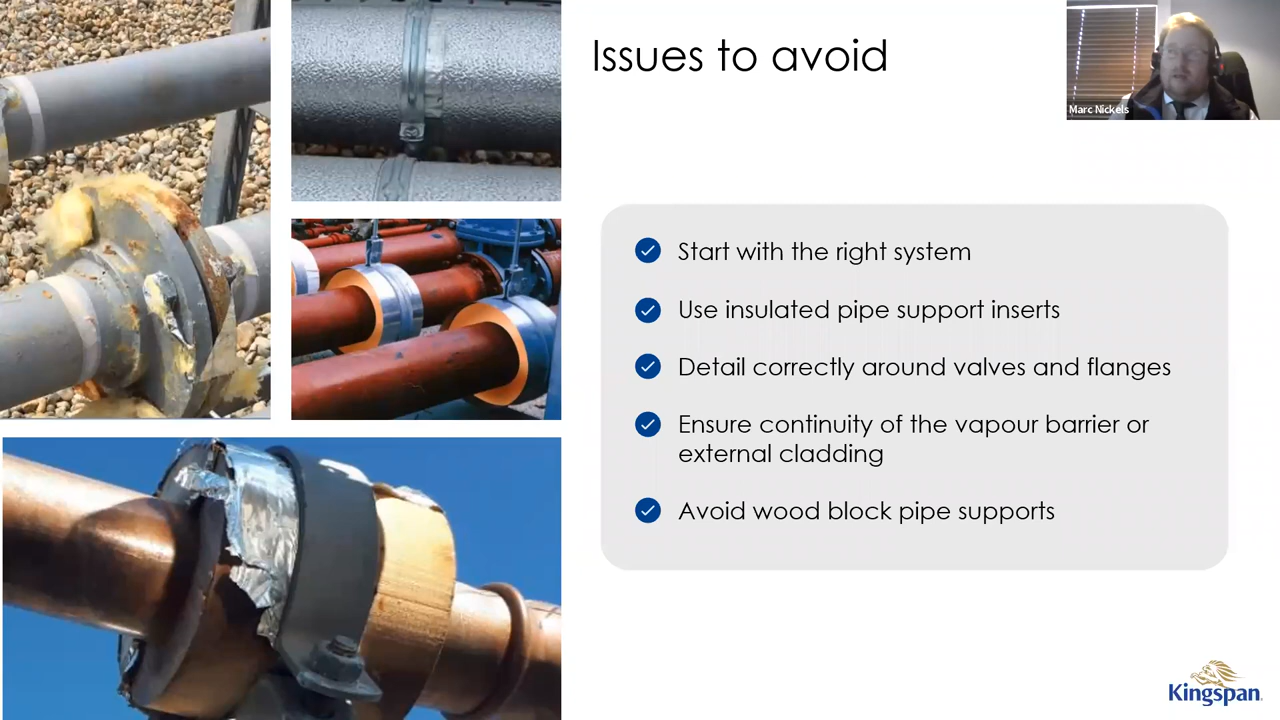 Issues to avoid
Marc Nickels
Start with the right system
Use insulated pipe support inserts
Detail correctly around valves and flanges
Ensure continuity of the vapour barrier or
external cladding
Avoid wood block pipe supports
Kingspan